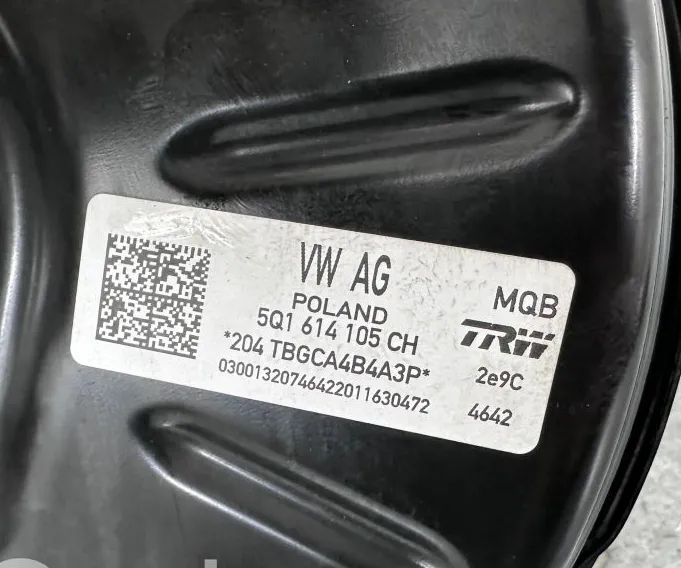 VW AG
POLAND
5Q1 614 105 CH
*204 TBGCA4B4A3P*
03001320746422011630472
MQB
TRW
2e9C
4642